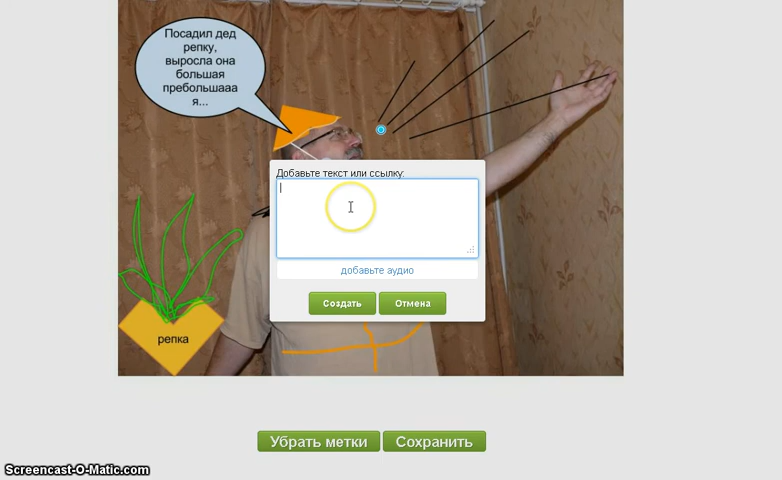 Посадил дед
репку,
выросла она
большая
пребольшааа
я...
Добавьте текст или ссылку:
добавьте аудио
Создать Отмена
репка
Убрать метки Сохранить
Screencast-O-Matic.com